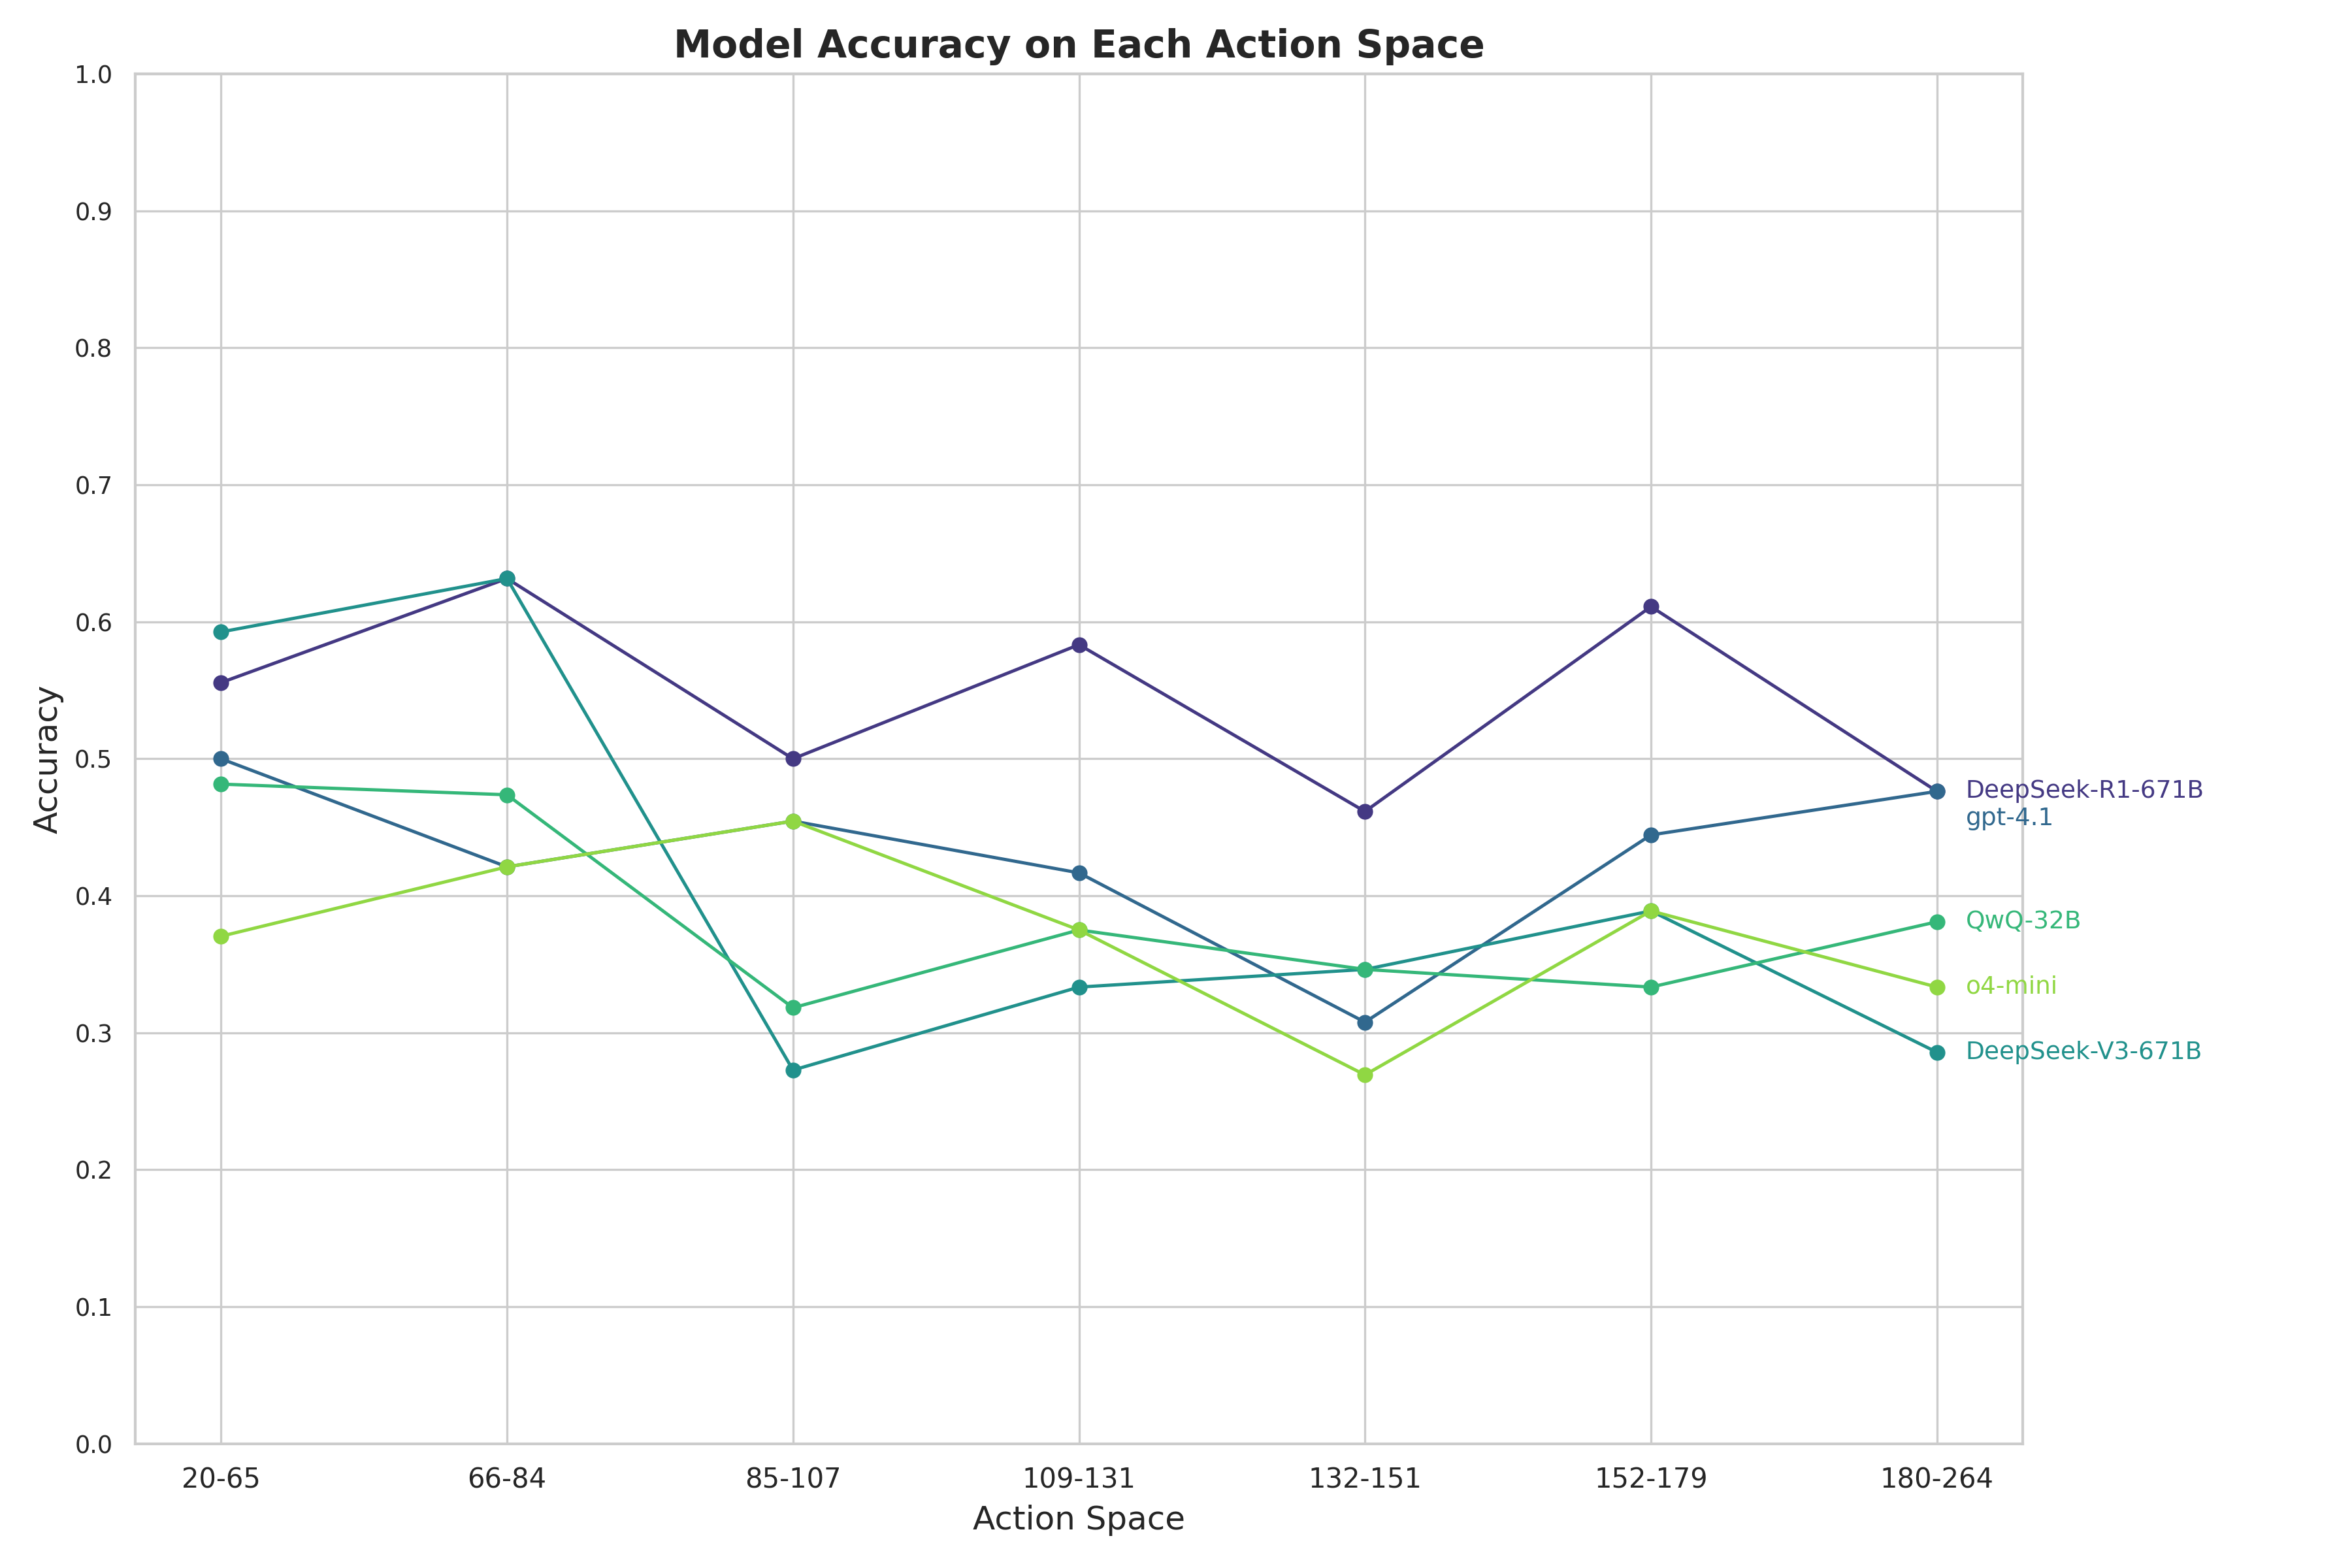 Model Accuracy on Each Action Space
1.0
0.9
0.8
0.7
0.6
0.5
0.4
0.3
0.2
0.1
0.0
Accuracy
DeepSeek-R1-671B
gpt-4.1
QwQ-32B
o4-mini
DeepSeek-V3-671B
20-65 66-84 85-107 109-131 132-151 152-179 180-264
Action Space